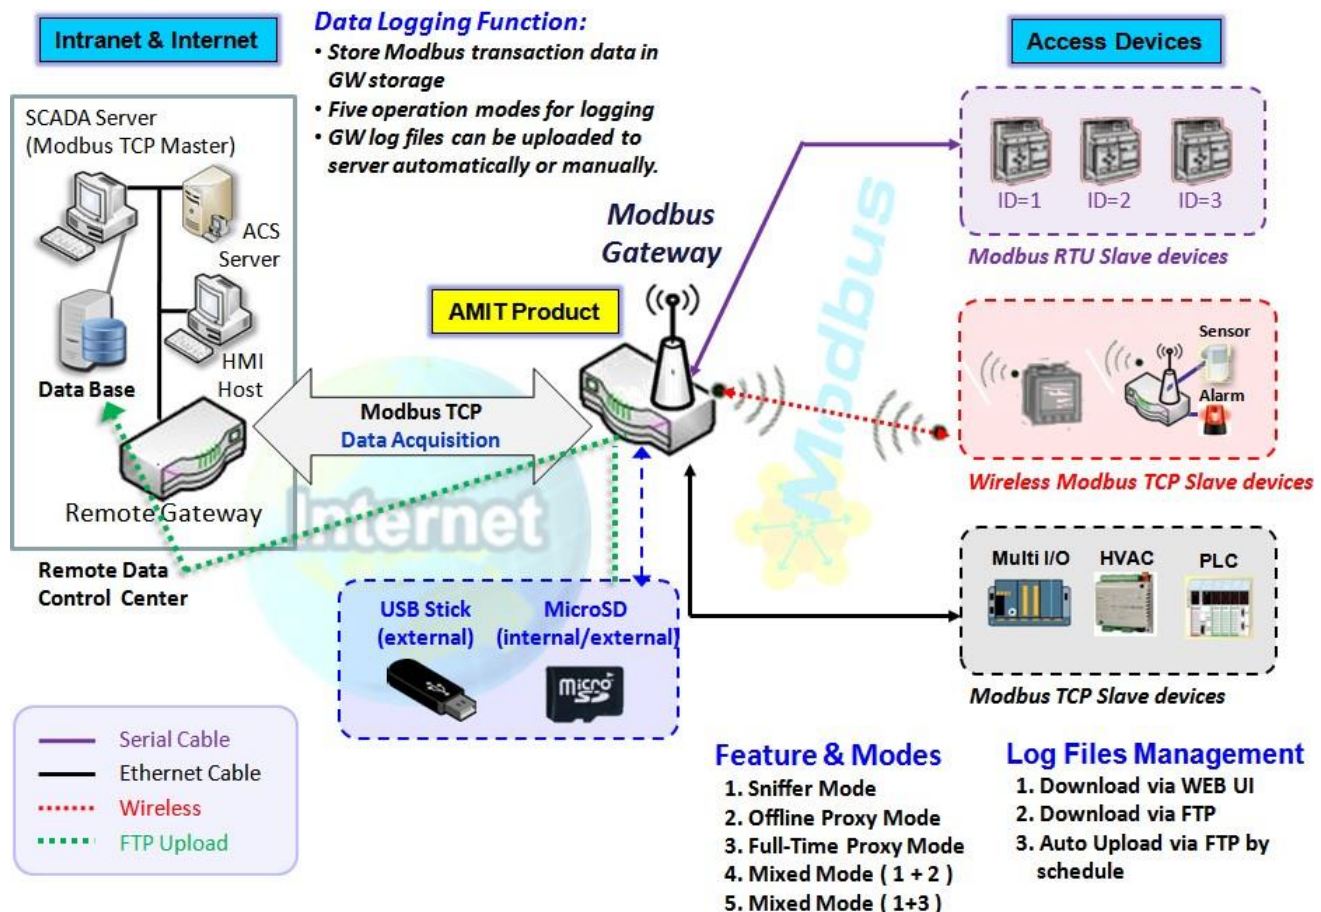 Intranet & Internet
Data Logging Function:
• Store Modbus transaction data in
GW storage
• Five operation modes for logging
• GW log files can be uploaded to
server automatically or manually.
Access Devices
SCADA Server
(Modbus TCP Master)
ACS
Server
HMI
Host
Data Base
Remote Gateway
Remote Data
Control Center
Modbus
Gateway
AMIT Product
Modbus TCP
Data Acquisition
Internet
Modbus
ID=1
ID=2
ID=3
Modbus RTU Slave devices
Sensor
Alarm
Wireless Modbus TCP Slave devices
Multi I/O
HVAC
PLC
Modbus TCP Slave devices
USB Stick
(external)
MicroSD
(internal/external)
micro
SD
Serial Cable
Ethernet Cable
Wireless
FTP Upload
Feature & Modes
1. Sniffer Mode
2. Offline Proxy Mode
3. Full-Time Proxy Mode
4. Mixed Mode ( 1 + 2 )
5. Mixed Mode ( 1+3 )
Log Files Management
1. Download via WEB UI
2. Download via FTP
3. Auto Upload via FTP by
schedule